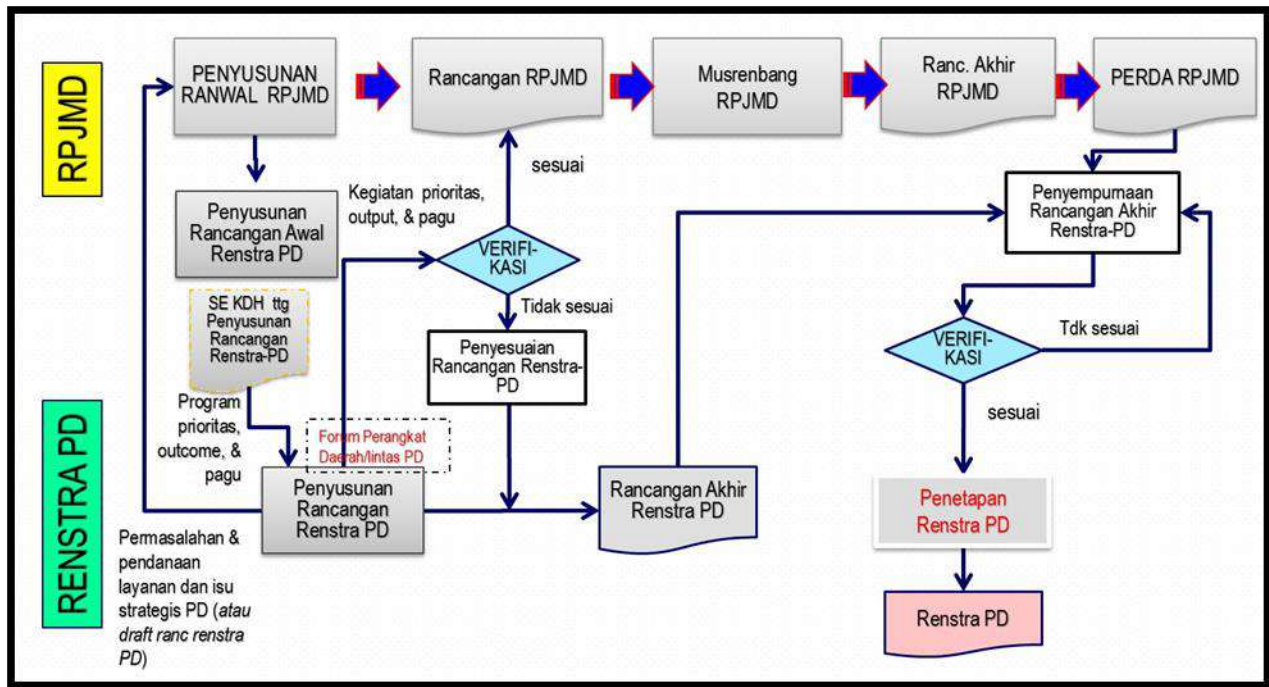 RPJMD
PENYUSUNAN
RANWAL RPJMD
Rancangan RPJMD
Musrenbang
RPJMD
Ranc. Akhir
RPJMD
PERDA RPJMD
sesuai
Kegiatan prioritas,
output, & pagu
Penyusunan
Rancangan Awal
Renstra PD
VERIFI-
KASI
Penyempurnaan
Rancangan Akhir
Renstra-PD
SE KDH ttg
Penyusunan
Rancangan
Renstra-PD
Tidak sesuai
Penyesuaian
Rancangan Renstra-
PD
VERIFI-
KASI
Tdk sesuai
sesuai
RENSTRA PD
Program
prioritas,
outcome, &
pagu
Forum Perangkat
Daerah/lintas PD
Penyusunan
Rancangan
Renstra PD
Rancangan Akhir
Renstra PD
Penetapan
Renstra PD
Permasalahan &
pendanaan
layanan dan isu
strategis PD (atau
draft ranc renstra
PD)
Renstra PD